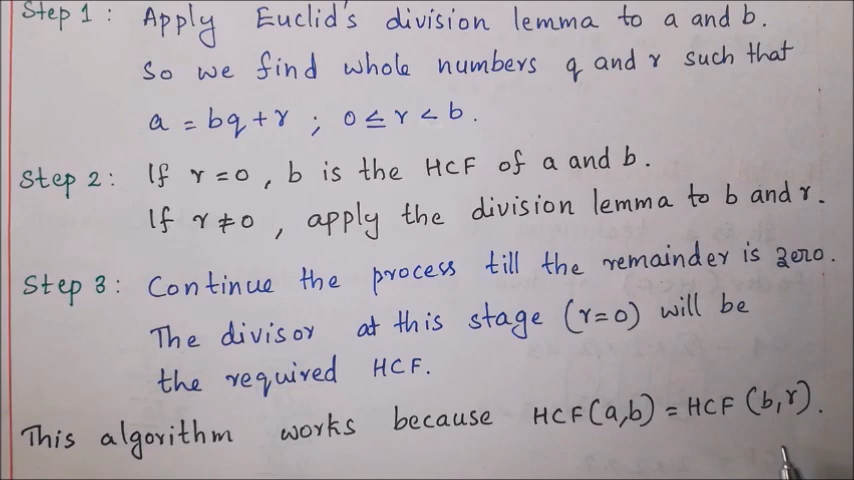 Step 1 : Apply Euclid's division lemma to a and b.
So we find whole numbers q and r such that
a = bq + r ; 0 ≤ r < b.
Step 2 : If r = 0, b is the HCF of a and b.
If r ≠ 0, apply the division lemma to b and r.
Step 3 : Continue the process till the remainder is zero.
The divisor at this stage (r=0) will be
the required HCF.
This algorithm works because HCF(a,b) = HCF(b,r).